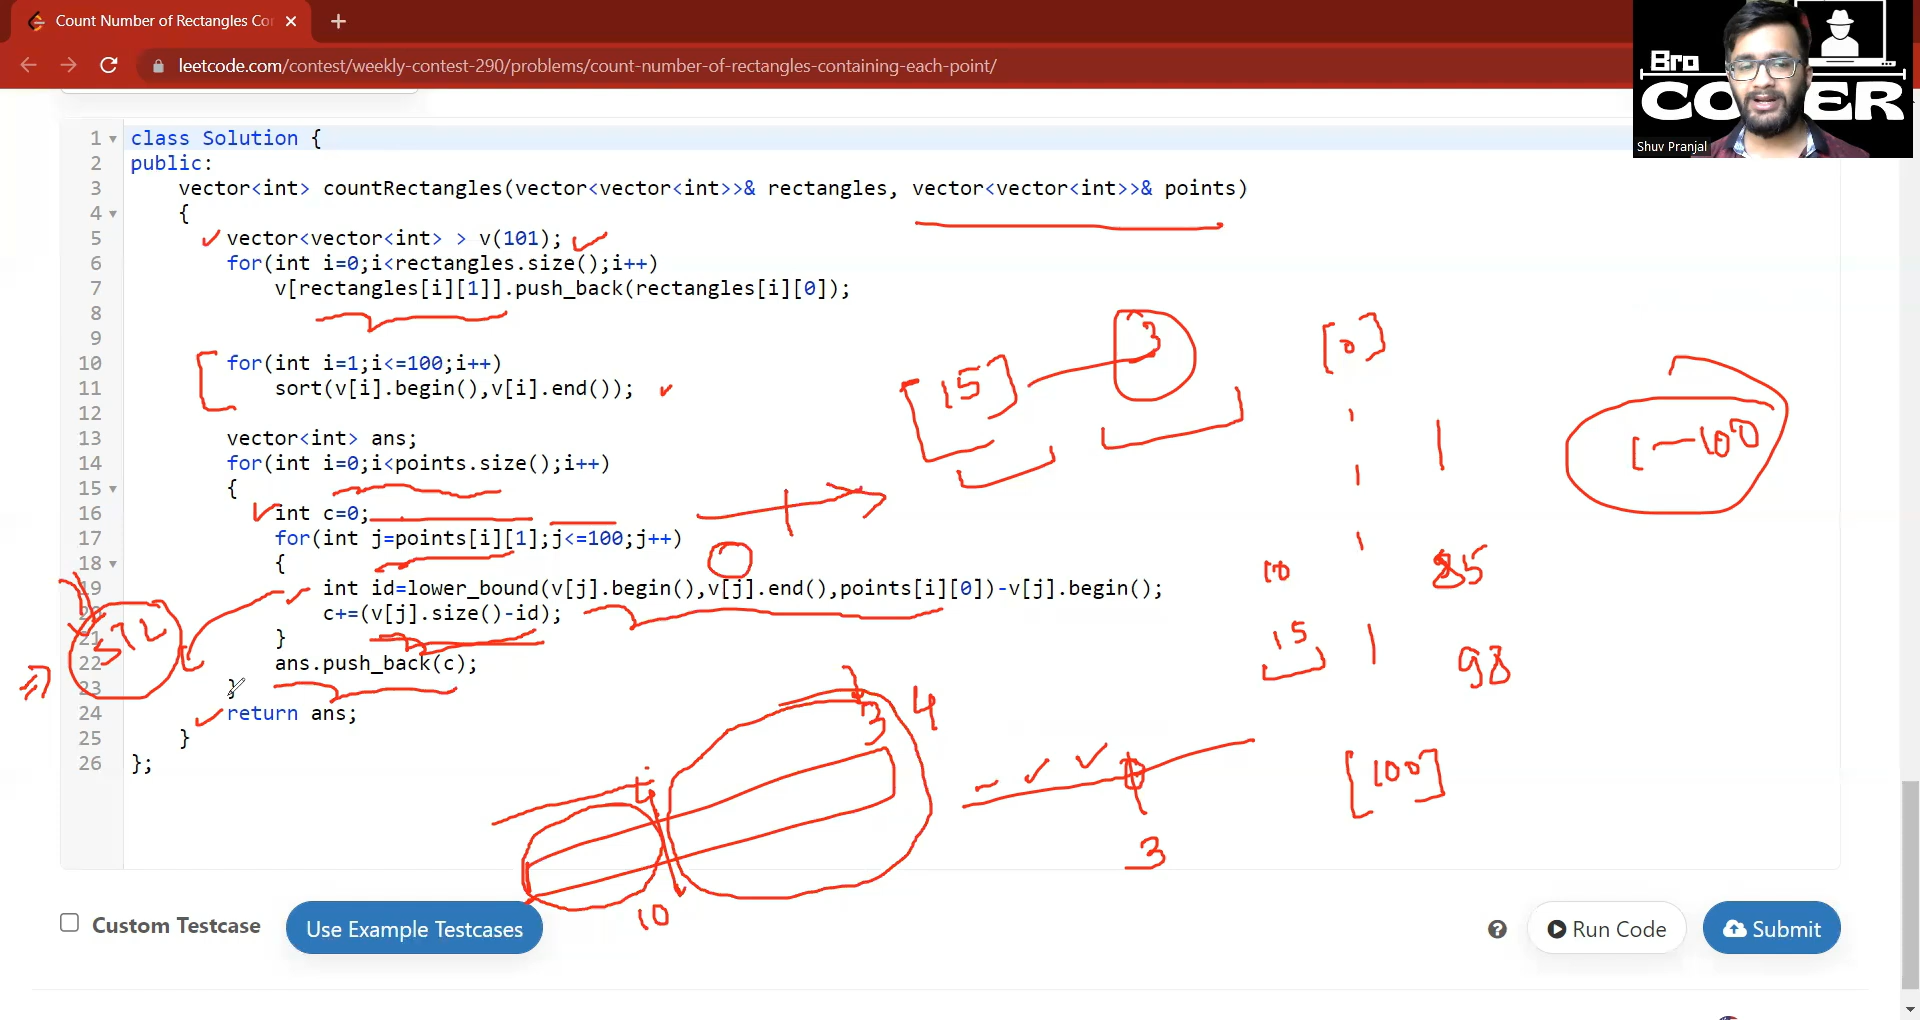 Count Number of Rectangles Co
leetcode.com/contest/weekly-contest-290/problems/count-number-of-rectangles-containing-each-point/
Bro
CODER
Shuv Pranjal
1 class Solution {
2 public:
3 vector<int> countRectangles(vector<vector<int>>& rectangles, vector<vector<int>>& points)
4 {
5 vector<vector<int> > v(101);
6 for(int i=0;i<rectangles.size();i++)
7 v[rectangles[i][1]].push_back(rectangles[i][0]);
8
9
10 for(int i=1;i<=100;i++)
11 sort(v[i].begin(),v[i].end());
12
13 vector<int> ans;
14 for(int i=0;i<points.size();i++)
15 {
16 int c=0;
17 for(int j=points[i][1];j<=100;j++)
18 {
19 int id=lower_bound(v[j].begin(),v[j].end(),points[i][0])-v[j].begin();
20 c+=(v[j].size()-id);
21 }
22 ans.push_back(c);
23 }
24 return ans;
25 }
26 };
[15] 3
[0]
1-100
10 85
15 98
[100]
3 4
10
3
Custom Testcase
Use Example Testcases
? Run Code
Submit